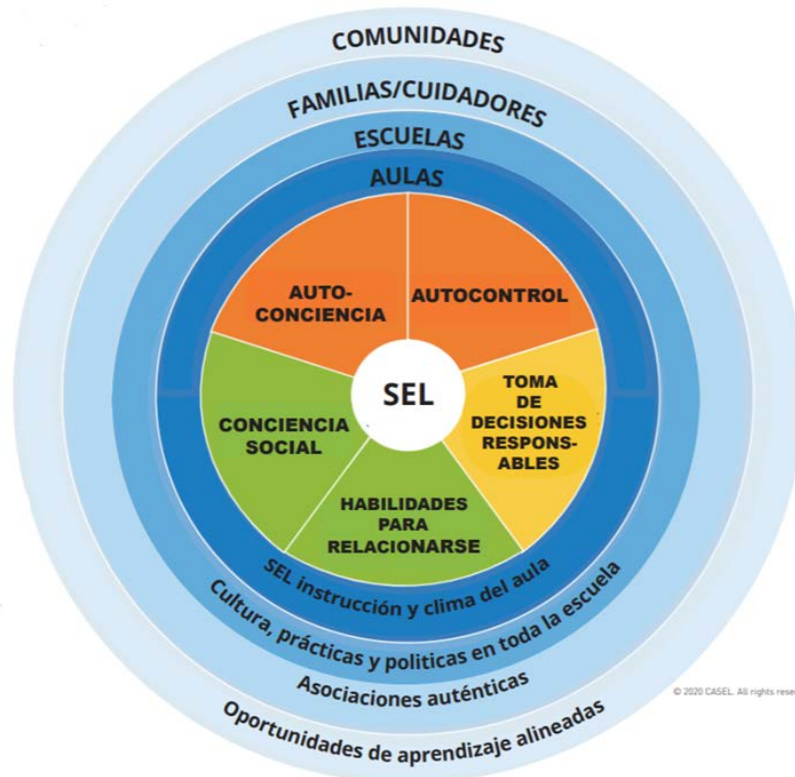 COMUNIDADES
FAMILIAS/CUIDADORES
ESCUELAS
AULAS
AUTO-
CONCIENCIA
AUTOCONTROL
SEL
CONCIENCIA
SOCIAL
TOMA
DE
DECISIONES
RESPONS-
ABLES
HABILIDADES
PARA
RELACIONARSE
SEL instrucción y clima del aula
Cultura, prácticas y politicas en toda la escuela
Asociaciones auténticas
Oportunidades de aprendizaje alineadas
© 2020 CASEL. All rights rese